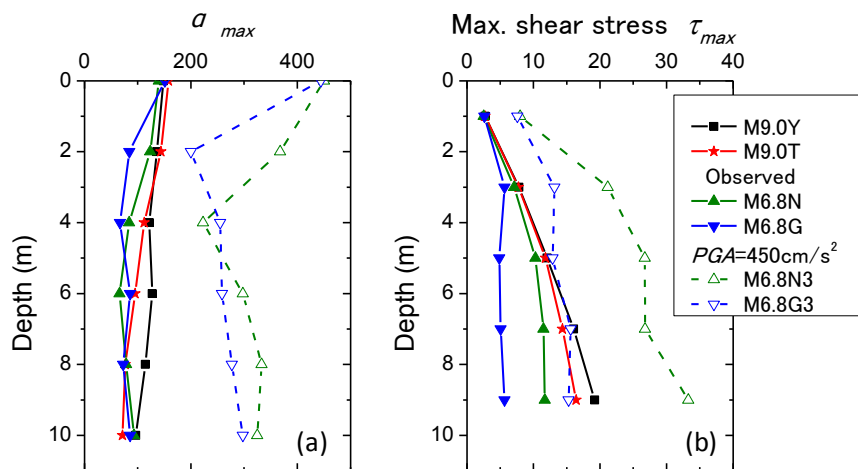 a max
0 200 400
0
2
4
6
8
10
Depth (m)
(a)
Max. shear stress τmax
0 10 20 30 40
0
2
4
6
8
10
Depth (m)
(b)
M9.0Y
M9.0T
Observed
M6.8N
M6.8G
PGA=450cm/s²
M6.8N3
M6.8G3